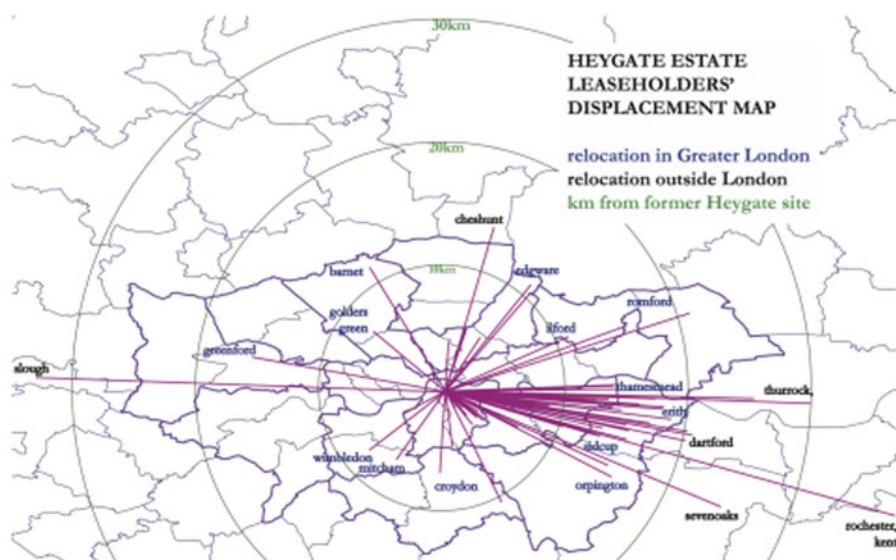 30km
HEYGATE ESTATE
LEASEHOLDERS'
DISPLACEMENT MAP
20km
relocation in Greater London
relocation outside London
km from former Heygate site
cheshunt
barnet
10km
edgware
romford
golders
green
ilford
greenford
slough
thamesmead
thurrock,
erith
dartford
sidcup
wimbledon
mitcham
croydon
orpington
sevenoaks
rochester,
kent